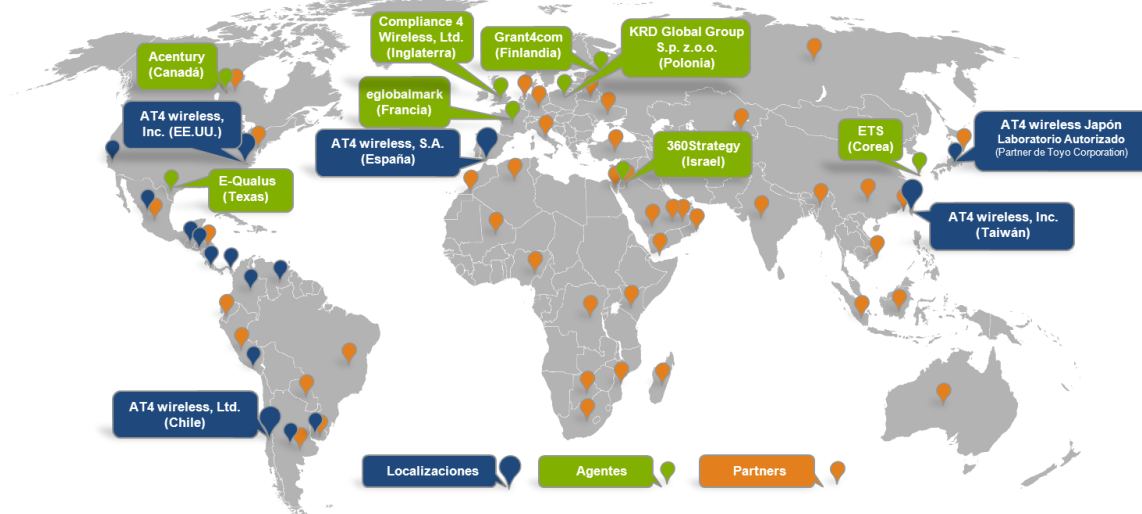 Compliance 4
Wireless, Ltd.
(Inglaterra)
Grant4com
(Finlandia)
KRD Global Group
S.p. z.o.o.
(Polonia)
Acentury
(Canadá)
eglobalmark
(Francia)
AT4 wireless,
Inc. (EE.UU.)
AT4 wireless, S.A.
(España)
360Strategy
(Israel)
ETS
(Corea)
AT4 wireless Japón
Laboratorio Autorizado
(Partner de Toyo Corporation)
E-Qualus
(Texas)
AT4 wireless, Inc.
(Taiwán)
AT4 wireless, Ltd.
(Chile)
Localizaciones
Agentes
Partners